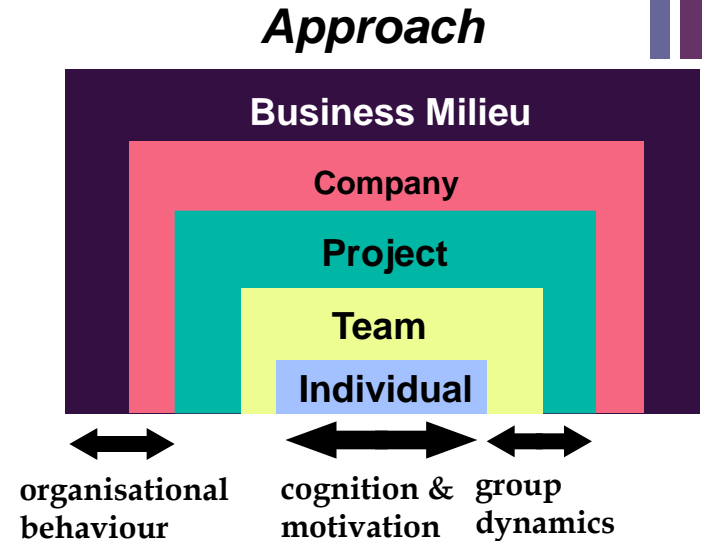 Approach
Business Milieu
Company
Project
Team
Individual
organisational
behaviour
cognition &
motivation
group
dynamics